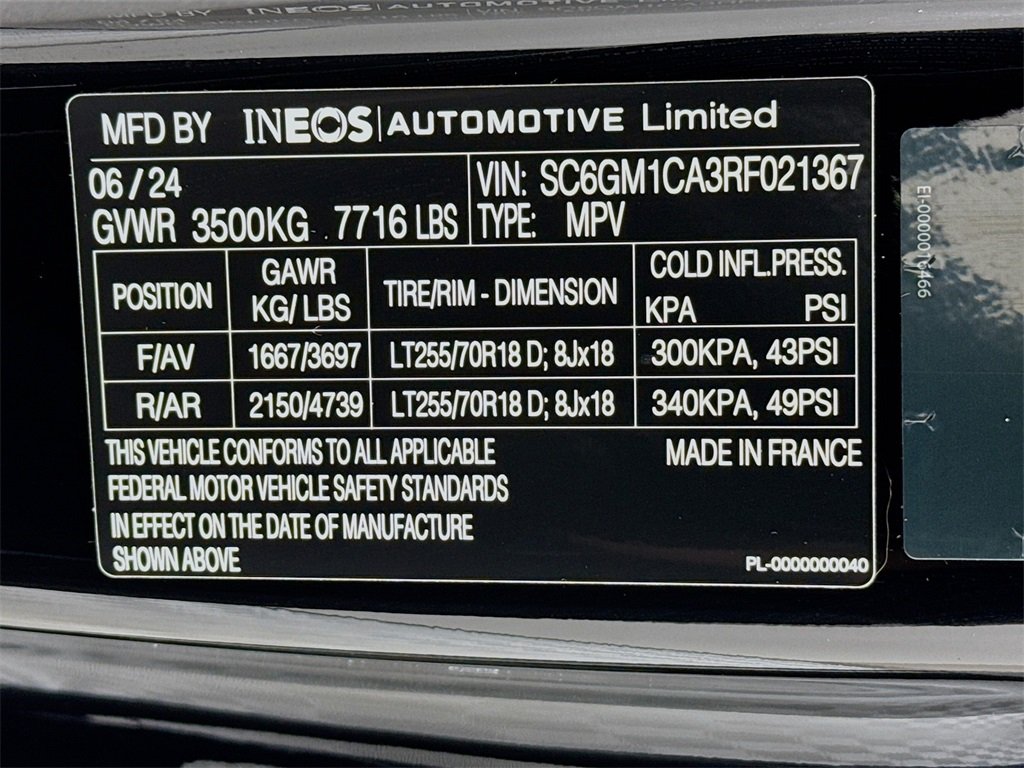 MFD BY INEOS | AUTOMOTIVE Limited
06 / 24
GVWR 3500KG . 7716 LBS
VIN: SC6GM1CA3RF021367
TYPE: MPV
POSITION GAWR KG/ LBS TIRE/RIM - DIMENSION COLD INFL.PRESS. KPA PSI
F/AV 1667/3697 LT255/70R18 D; 8Jx18 300KPA, 43PSI
R/AR 2150/4739 LT255/70R18 D; 8Jx18 340KPA, 49PSI
THIS VEHICLE CONFORMS TO ALL APPLICABLE
FEDERAL MOTOR VEHICLE SAFETY STANDARDS
IN EFFECT ON THE DATE OF MANUFACTURE
SHOWN ABOVE
MADE IN FRANCE
PL-0000000040
EI-0000016466